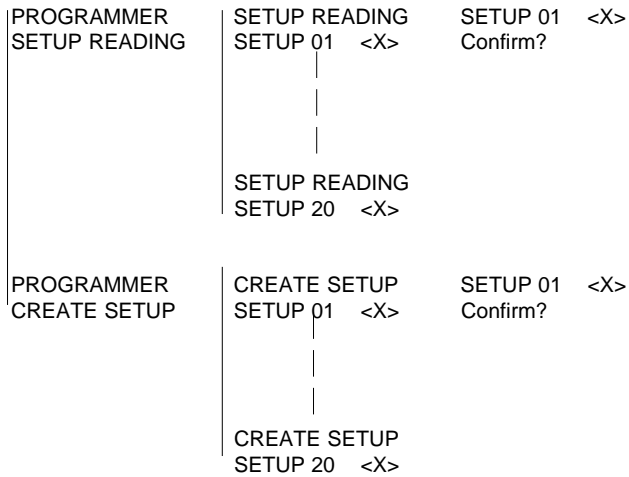 PROGRAMMER SETUP READING SETUP 01 <X>
SETUP READING SETUP 01 <X> Confirm?
SETUP READING
SETUP 20 <X>
PROGRAMMER CREATE SETUP SETUP 01 <X>
CREATE SETUP SETUP 01 <X> Confirm?
CREATE SETUP
SETUP 20 <X>